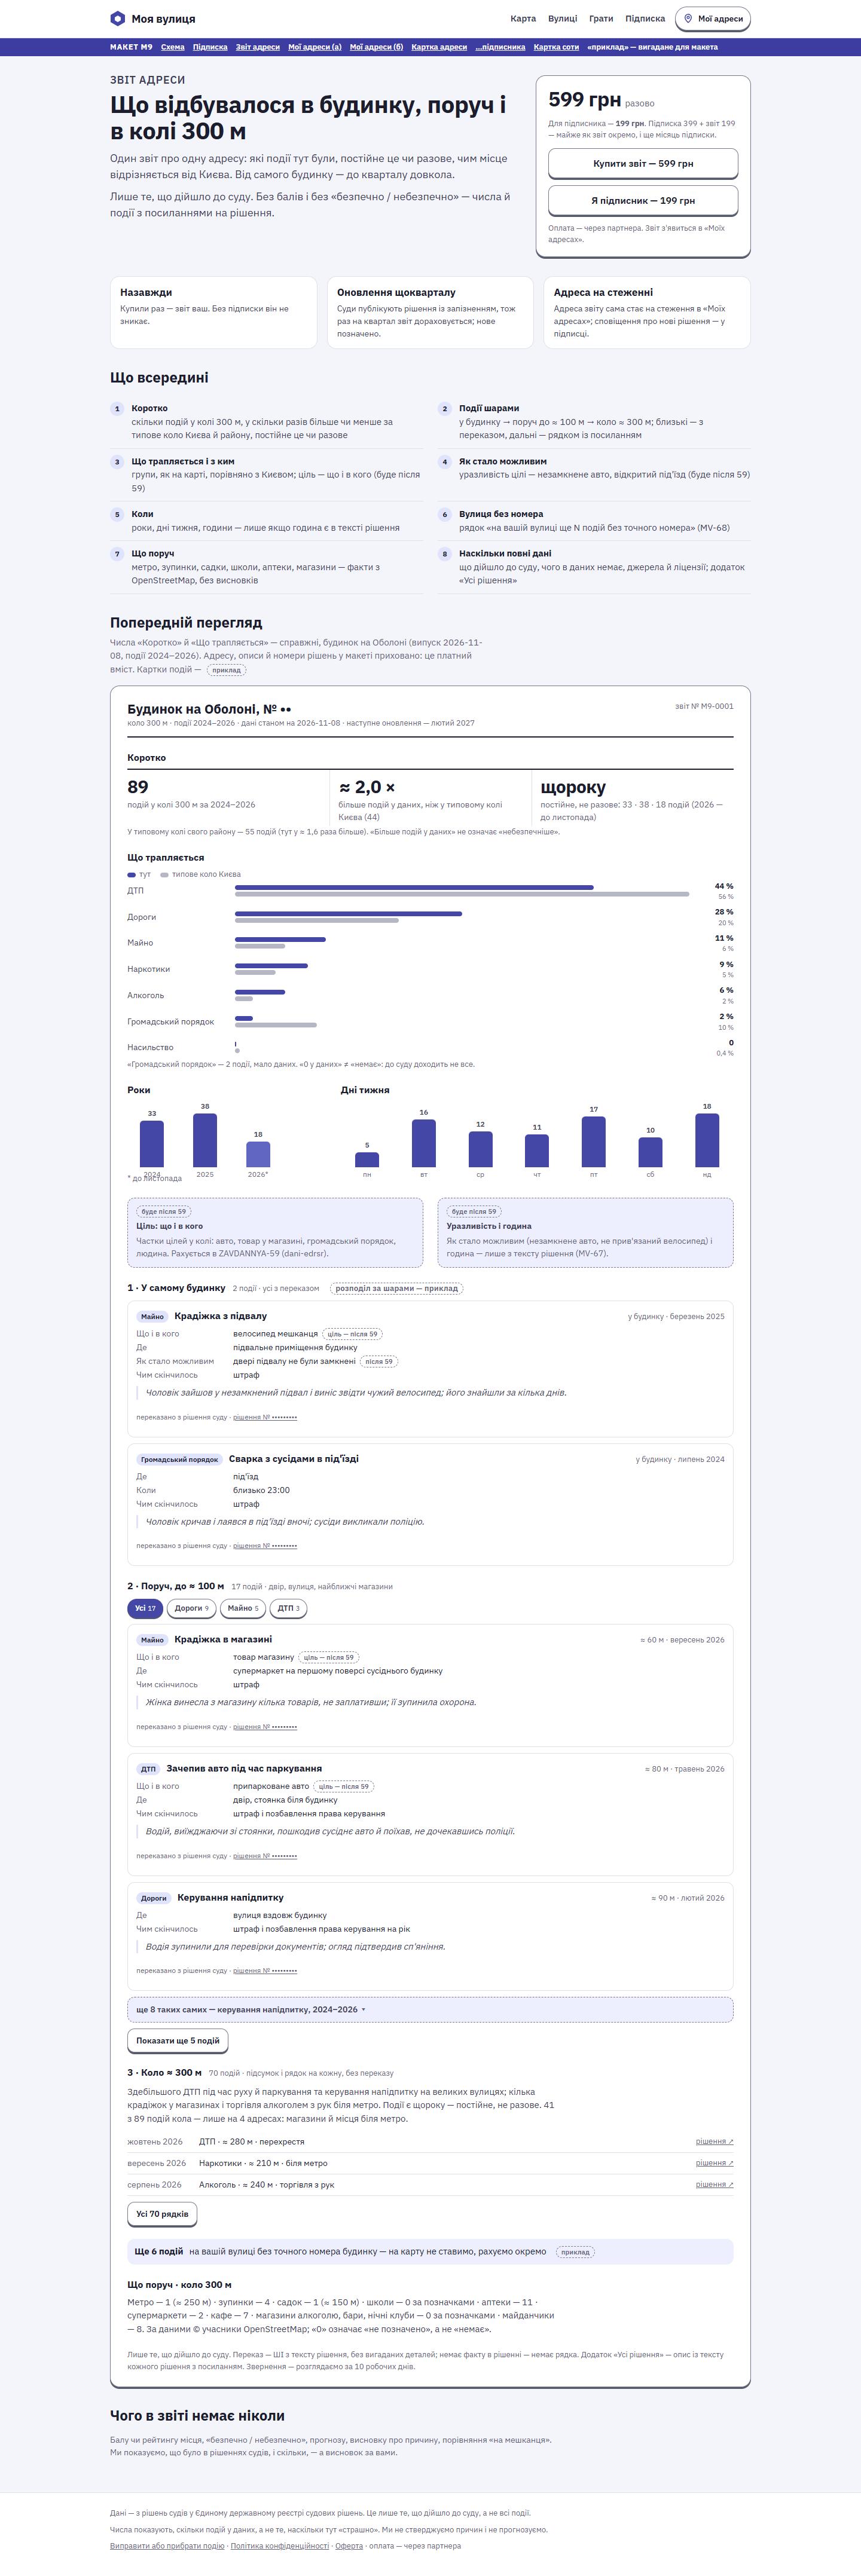 Моя вулиця
Карта Вулиці Ґрати Підписка Мої адреси
МАКЕТ М9 Схема Підписка Звіт адреси Мої адреси (а) Мої адреси (б) Картка адреси ...підписника Картка соти «приклад» — вигадане для макета
ЗВІТ АДРЕСИ
Що відбувалося в будинку, поруч і
в колі 300 м
Один звіт про одну адресу: які події тут були, постійне це чи разове, чим місце
відрізняється від Києва. Від самого будинку — до кварталу довкола.
Лише те, що дійшло до суду. Без балів і без «безпечно / небезпечно» — числа й
події з посиланнями на рішення.
599 грн разово
Для підписника — 199 грн. Підписка 399 + звіт 199
— майже як звіт окремо, і ще місяць підписки.
Купити звіт — 599 грн
Я підписник — 199 грн
Оплата — через партнера. Звіт з'явиться в «Моїх
адресах».
Назавжди
Купили раз — звіт ваш. Без підписки він не
зникає.
Оновлення щокварталу
Суди публікують рішення із запізненням, тож
раз на квартал звіт дораховується; нове
позначено.
Адреса на стеженні
Адреса звіту сама стає на стеження в «Моїх
адресах»; сповіщення про нові рішення — у
підписці.
Що всередині
1 Коротко
скільки подій у колі 300 м, у скільки разів більше чи менше за
типове коло Києва й району, постійне це чи разове
2 Події шарами
у будинку → поруч до ≈ 100 м → коло ≈ 300 м; близькі — з
переказом, дальні — рядком із посиланням
3 Що трапляється і з ким
групи, як на карті, порівняно з Києвом; ціль — що і в кого (буде після
59)
4 Як стало можливим
уразливість цілі — незамкнене авто, відкритий під'їзд (буде після 59)
5 Коли
роки, дні тижня, години — лише якщо година є в тексті рішення
6 Вулиця без номера
рядок «на вашій вулиці ще N подій без точного номера» (MV-68)
7 Що поруч
метро, зупинки, садки, школи, аптеки, магазини — факти з
OpenStreetMap, без висновків
8 Наскільки повні дані
що дійшло до суду, чого в даних немає, джерела й ліцензії; додаток
«Усі рішення»
Попередній перегляд
Числа «Коротко» й «Що трапляється» — справжні, будинок на Оболоні (випуск 2026-11-
08, події 2024–2026). Адресу, описи й номери рішень у макеті приховано: це платний
вміст. Картки подій — приклад
Будинок на Оболоні, № ••
звіт № М9-0001
коло 300 м · події 2024–2026 · дані станом на 2026-11-08 · наступне оновлення — лютий 2027
Коротко
89
подій у колі 300 м за 2024–2026
≈ 2,0 ×
більше подій у даних, ніж у типовому колі
Києва (44)
щороку
постійне, не разове: 33 · 38 · 18 подій (2026 —
до листопада)
У типовому колі свого району — 55 подій (тут у ≈ 1,6 раза більше). «Більше подій у даних» не означає «небезпечніше».
Що трапляється
тут типове коло Києва
ДТП 44 %
56 %
Дороги 28 %
20 %
Майно 11 %
6 %
Наркотики 9 %
5 %
Алкоголь 6 %
2 %
Громадський порядок 2 %
10 %
Насильство 0
0,4 %
«Громадський порядок» — 2 події, мало даних. «0 у даних» ≠ «немає»: до суду доходить не все.
Роки
33 38 18
2024 2025 2026*
* до листопада
Дні тижня
5 16 12 11 17 10 18
пн вт ср чт пт сб нд
буде після 59
Ціль: що і в кого
Частки цілей у колі: авто, товар у магазині, громадський порядок,
людина. Рахується в ZAVDANNYA-59 (dani-edrsr).
буде після 59
Уразливість і година
Як стало можливим (незамкнене авто, не прив'язаний велосипед) і
година — лише з тексту рішення (MV-67).
1 · У самому будинку 2 події · усі з переказом розподіл за шарами — приклад
Майно Крадіжка з підвалу у будинку · березень 2025
Що і в кого велосипед мешканця ціль — після 59
Де підвальне приміщення будинку
Як стало можливим двері підвалу не були замкнені після 59
Чим скінчилось штраф
Чоловік зайшов у незамкнений підвал і виніс звідти чужий велосипед; його знайшли за кілька днів.
переказано з рішення суду · рішення № •••••••••
Громадський порядок Сварка з сусідами в під'їзді у будинку · липень 2024
Де під'їзд
Коли близько 23:00
Чим скінчилось штраф
Чоловік кричав і лаявся в під'їзді вночі; сусіди викликали поліцію.
переказано з рішення суду · рішення № •••••••••
2 · Поруч, до ≈ 100 м 17 подій · двір, вулиця, найближчі магазини
Усі 17 Дороги 9 Майно 5 ДТП 3
Майно Крадіжка в магазині ≈ 60 м · вересень 2026
Що і в кого товар магазину ціль — після 59
Де супермаркет на першому поверсі сусіднього будинку
Чим скінчилось штраф
Жінка винесла з магазину кілька товарів, не заплативши; її зупинила охорона.
переказано з рішення суду · рішення № •••••••••
ДТП Зачепив авто під час паркування ≈ 80 м · травень 2026
Що і в кого припарковане авто ціль — після 59
Де двір, стоянка біля будинку
Чим скінчилось штраф і позбавлення права керування
Водій, виїжджаючи зі стоянки, пошкодив сусіднє авто й поїхав, не дочекавшись поліції.
переказано з рішення суду · рішення № •••••••••
Дороги Керування напідпитку ≈ 90 м · лютий 2026
Де вулиця вздовж будинку
Чим скінчилось штраф і позбавлення права керування на рік
Водія зупинили для перевірки документів; огляд підтвердив сп'яніння.
переказано з рішення суду · рішення № •••••••••
ще 8 таких самих — керування напідпитку, 2024–2026 ▾
Показати ще 5 подій
3 · Коло ≈ 300 м 70 подій · підсумок і рядок на кожну, без переказу
Здебільшого ДТП під час руху й паркування та керування напідпитку на великих вулицях; кілька
крадіжок у магазинах і торгівля алкоголем з рук біля метро. Події є щороку — постійне, не разове. 41
з 89 подій кола — лише на 4 адресах: магазини й місця біля метро.
жовтень 2026 ДТП · ≈ 280 м · перехрестя рішення ↗
вересень 2026 Наркотики · ≈ 210 м · біля метро рішення ↗
серпень 2026 Алкоголь · ≈ 240 м · торгівля з рук рішення ↗
Усі 70 рядків
Ще 6 подій на вашій вулиці без точного номера будинку — на карту не ставимо, рахуємо окремо приклад
Що поруч · коло 300 м
Метро — 1 (≈ 250 м) · зупинки — 4 · садок — 1 (≈ 150 м) · школи — 0 за позначками · аптеки — 11 ·
супермаркети — 2 · кафе — 7 · магазини алкоголю, бари, нічні клуби — 0 за позначками · майданчики
— 8. За даними © учасники OpenStreetMap; «0» означає «не позначено», а не «немає».
Лише те, що дійшло до суду. Переказ — ШІ з тексту рішення, без вигаданих деталей; немає факту в рішенні — немає рядка. Додаток «Усі рішення» — опис із тексту
кожного рішення з посиланням. Звернення — розглядаємо за 10 робочих днів.
Чого в звіті немає ніколи
Балу чи рейтингу місця, «безпечно / небезпечно», прогнозу, висновку про причину, порівняння «на мешканця».
Ми показуємо, що було в рішеннях судів, і скільки, — а висновок за вами.
Дані — з рішень судів у Єдиному державному реєстрі судових рішень. Це лише те, що дійшло до суду, а не всі події.
Числа показують, скільки подій у даних, а не те, наскільки тут «страшно». Ми не стверджуємо причин і не прогнозуємо.
Виправити або прибрати подію · Політика конфіденційності · Оферта · оплата — через партнера